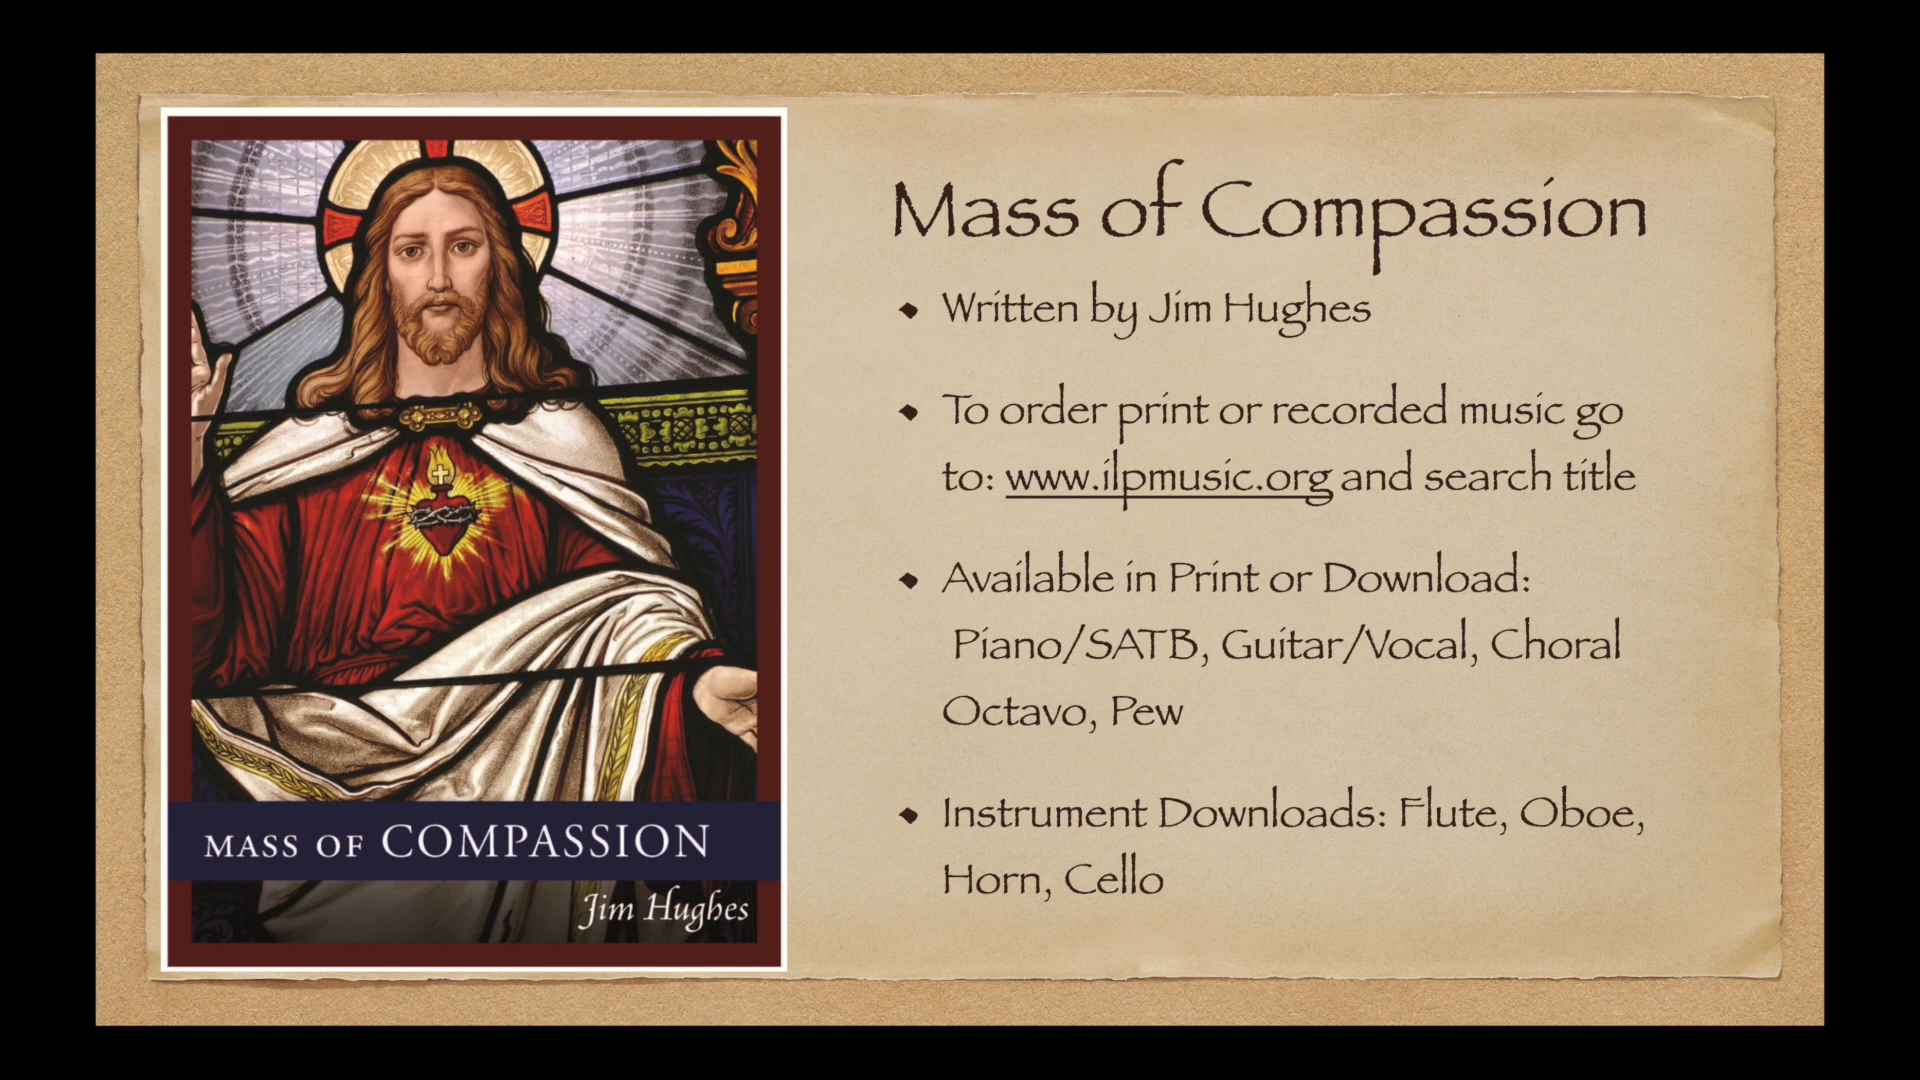 MASS OF COMPASSION
Jim Hughes
Mass of Compassion
• Written by Jim Hughes
• To order print or recorded music go
to: www.ilpmusic.org and search title
• Available in Print or Download:
Piano/SATB, Guitar/Vocal, Choral
Octavo, Pew
• Instrument Downloads: Flute, Oboe,
Horn, Cello